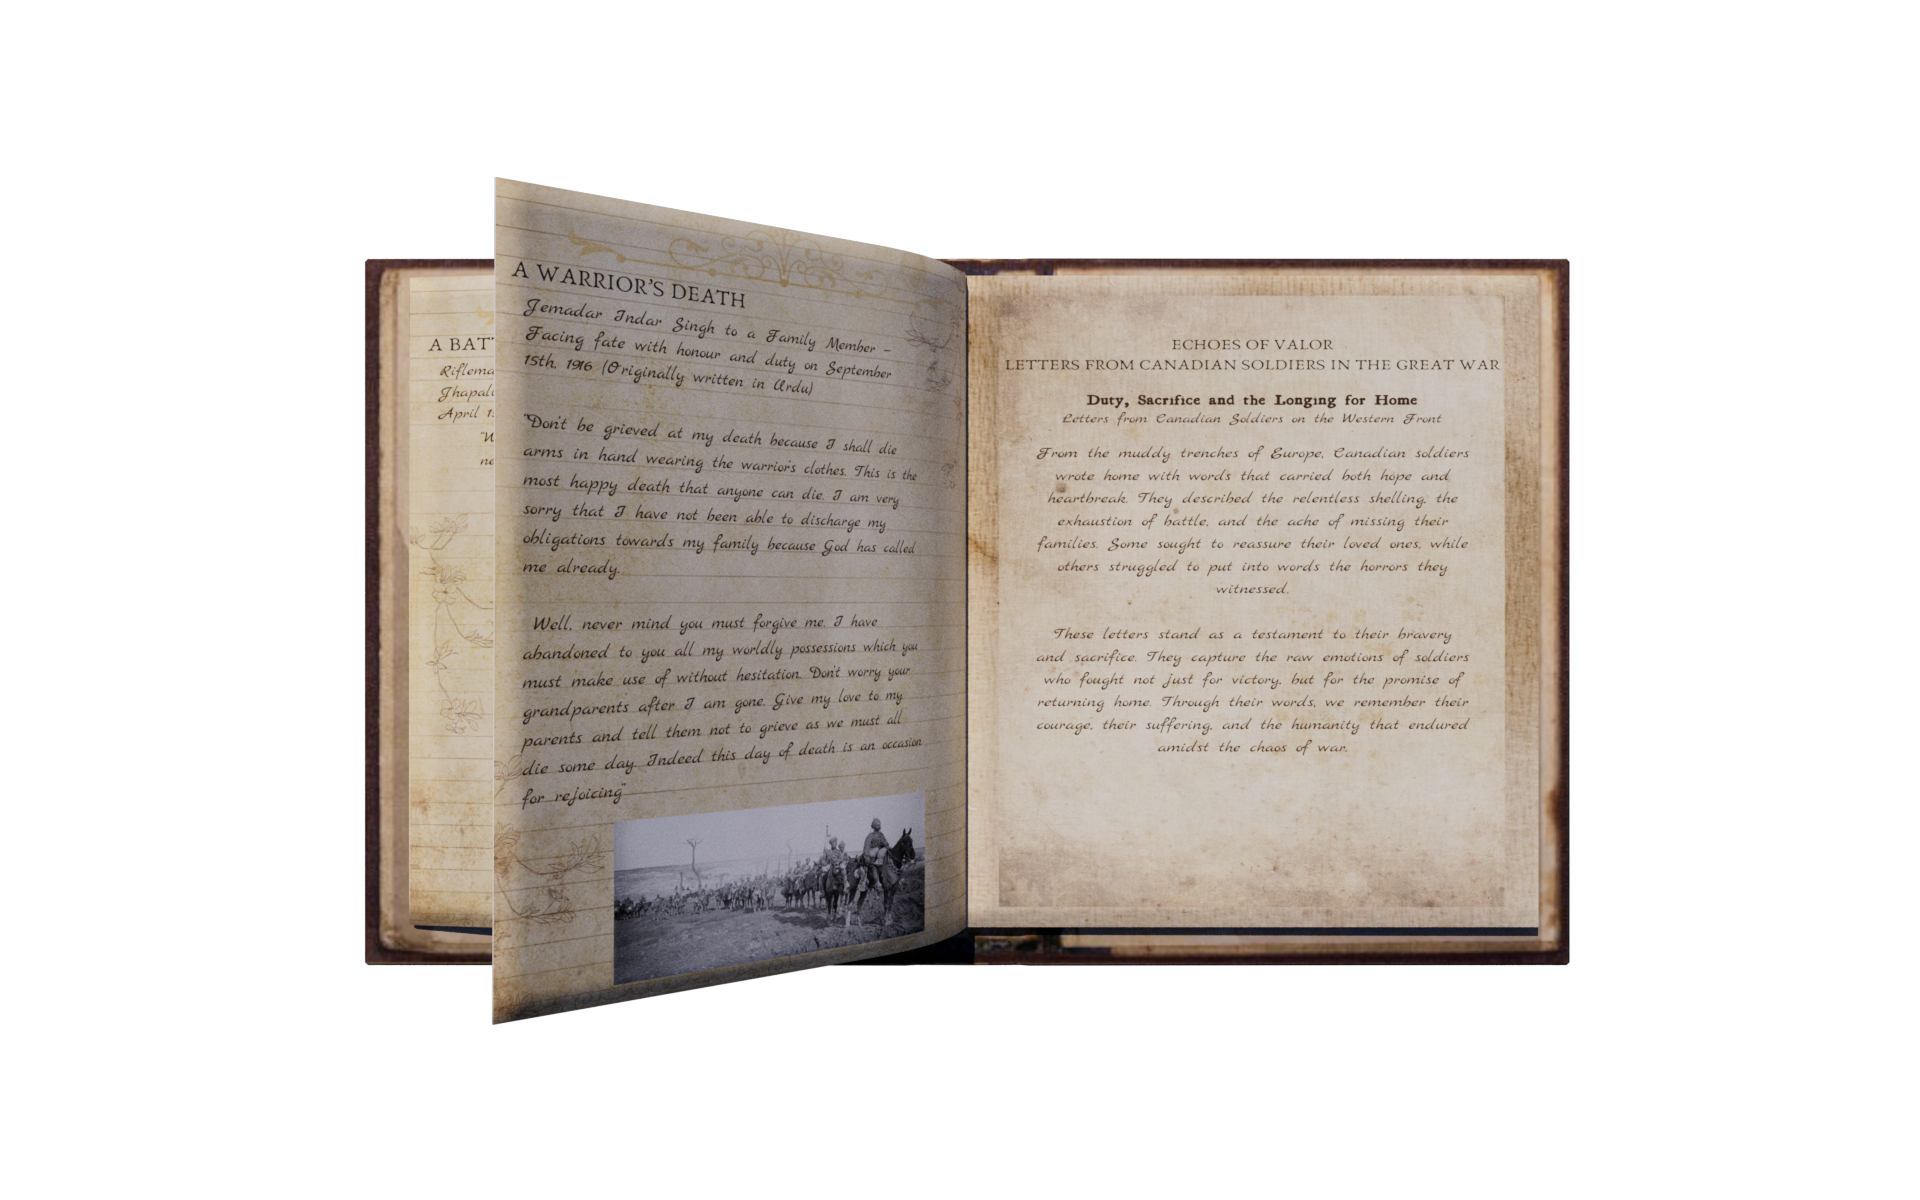 A BAT
Riflema
Thapal
April 1
"W
ne
A WARRIOR'S DEATH
Jemadar Indar Singh to a Family Member –
Facing fate with honour and duty on September
15th, 1916 (Originally written in Urdu)
"Don't be grieved at my death because I shall die
arms in hand wearing the warrior's clothes. This is the
most happy death that anyone can die. I am very
sorry that I have not been able to discharge my
obligations towards my family because God has called
me already.
Well, never mind you must forgive me. I have
abandoned to you all my worldly possessions which you
must make use of without hesitation. Don't worry your
grandparents after I am gone. Give my love to my
parents and tell them not to grieve as we must all
die some day. Indeed this day of death is an occasion
for rejoicing"
ECHOES OF VALOR
LETTERS FROM CANADIAN SOLDIERS IN THE GREAT WAR
Duty, Sacrifice and the Longing for Home
Letters from Canadian Soldiers on the Western Front
From the muddy trenches of Europe, Canadian soldiers
wrote home with words that carried both hope and
heartbreak. They described the relentless shelling, the
exhaustion of battle, and the ache of missing their
families. Some sought to reassure their loved ones, while
others struggled to put into words the horrors they
witnessed.
These letters stand as a testament to their bravery
and sacrifice. They capture the raw emotions of soldiers
who fought not just for victory, but for the promise of
returning home. Through their words, we remember their
courage, their suffering, and the humanity that endured
amidst the chaos of war.